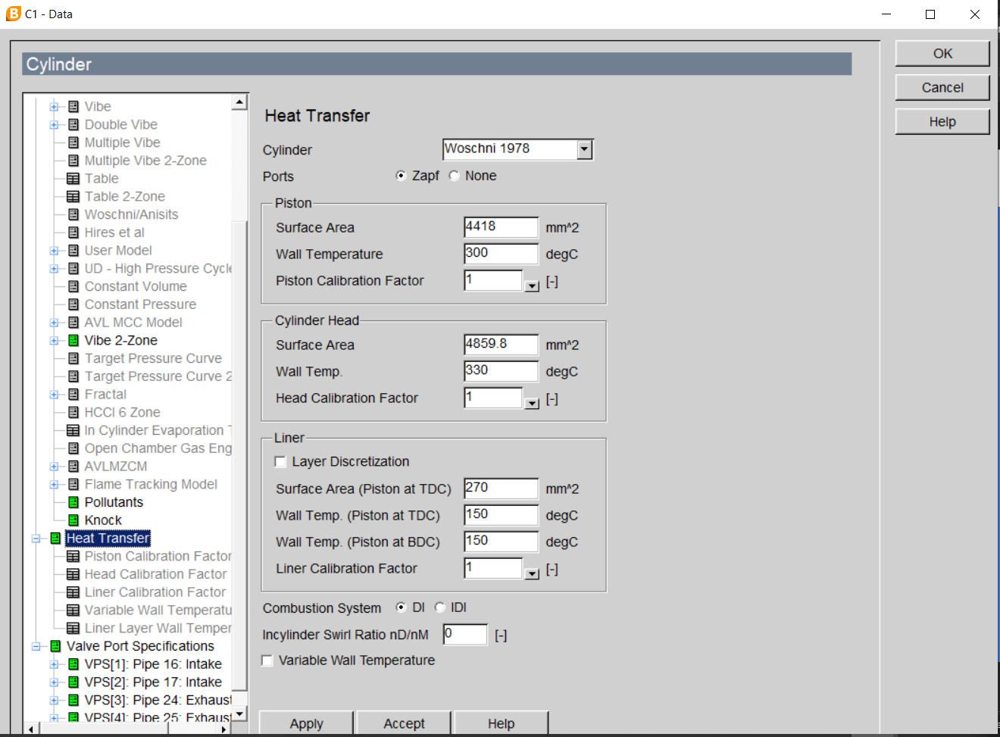 C1 - Data
OK
Cylinder
Cancel
Help
Vibe
Double Vibe
Multiple Vibe
Multiple Vibe 2-Zone
Table
Table 2-Zone
Woschni/Anisits
Hires et al
User Model
UD - High Pressure Cycle
Constant Volume
Constant Pressure
AVL MCC Model
Vibe 2-Zone
Target Pressure Curve
Target Pressure Curve 2
Fractal
HCCI 6 Zone
In Cylinder Evaporation T
Open Chamber Gas Eng
AVLMZCM
Flame Tracking Model
Pollutants
Knock
Heat Transfer
Piston Calibration Factor
Head Calibration Factor
Liner Calibration Factor
Variable Wall Temperatu
Liner Layer Wall Temper
Valve Port Specifications
VPS[1]: Pipe 16: Intake
VPS[2]: Pipe 17: Intake
VPS[3]: Pipe 24: Exhaust
VPS[4]: Pipe 25: Exhaust
Heat Transfer
Cylinder Woschni 1978
Ports Zapf None
Piston
Surface Area 4418 mm^2
Wall Temperature 300 degC
Piston Calibration Factor 1 [-]
Cylinder Head
Surface Area 4859.8 mm^2
Wall Temp. 330 degC
Head Calibration Factor 1 [-]
Liner
Layer Discretization
Surface Area (Piston at TDC) 270 mm^2
Wall Temp. (Piston at TDC) 150 degC
Wall Temp. (Piston at BDC) 150 degC
Liner Calibration Factor 1 [-]
Combustion System DI IDI
Incylinder Swirl Ratio nD/nM 0 [-]
Variable Wall Temperature
Apply Accept Help